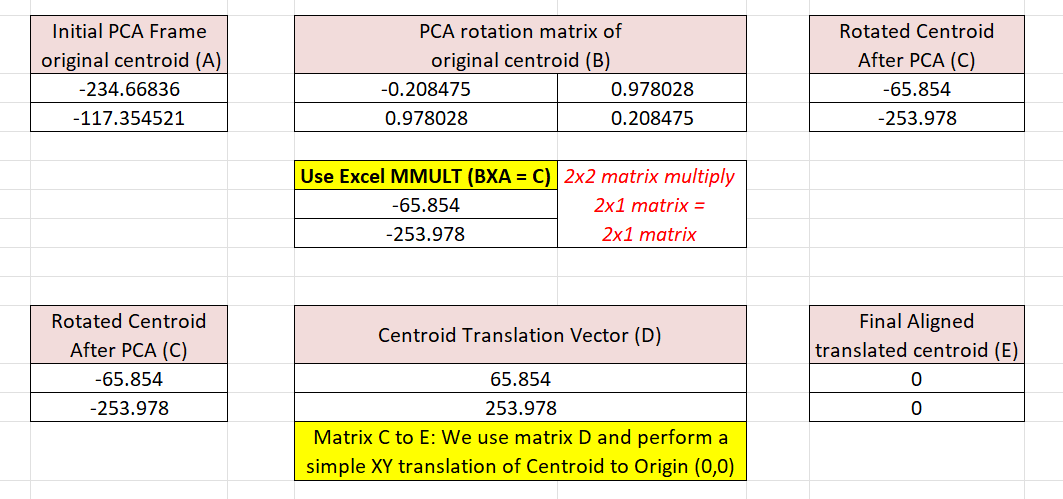 Initial PCA Frame
original centroid (A)
-234.66836
-117.354521
PCA rotation matrix of
original centroid (B)
-0.208475 0.978028
0.978028 0.208475
Rotated Centroid
After PCA (C)
-65.854
-253.978
Use Excel MMULT (BXA = C)
-65.854
-253.978
2x2 matrix multiply
2x1 matrix =
2x1 matrix
Rotated Centroid
After PCA (C)
-65.854
-253.978
Centroid Translation Vector (D)
65.854
253.978
Matrix C to E: We use matrix D and perform a
simple XY translation of Centroid to Origin (0,0)
Final Aligned
translated centroid (E)
0
0